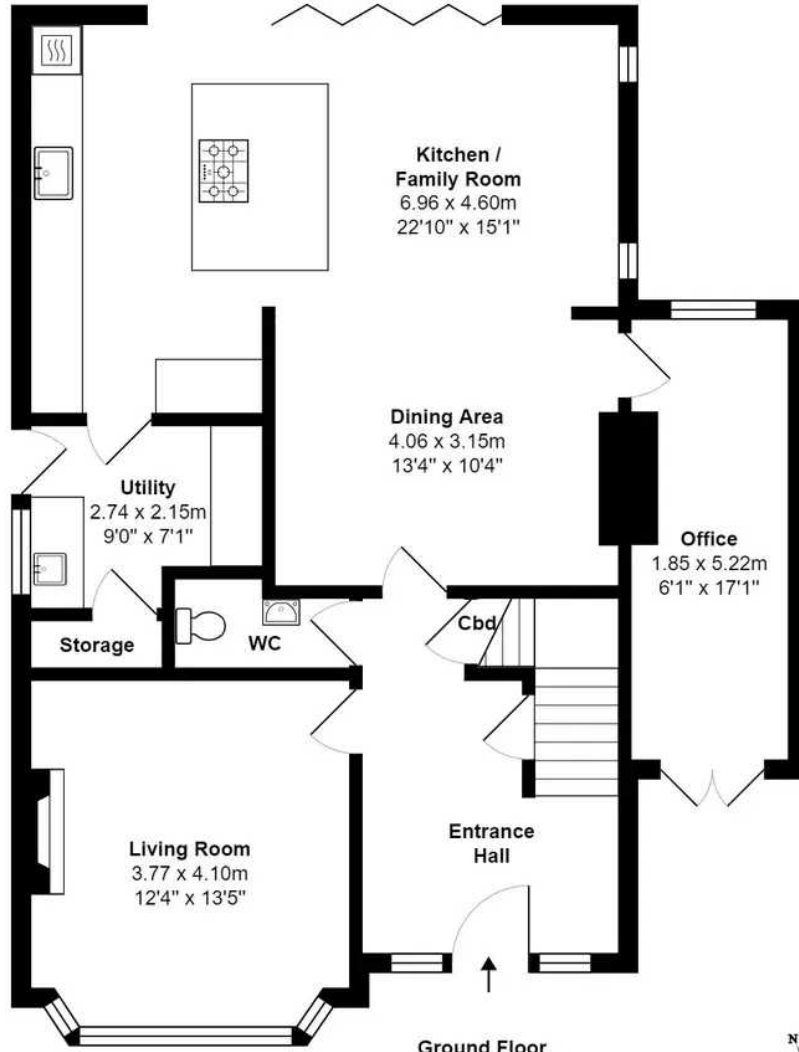 Kitchen /
Family Room
6.96 x 4.60m
22'10" x 15'1"
Dining Area
4.06 x 3.15m
13'4" x 10'4"
Utility
2.74 x 2.15m
9'0" x 7'1"
Office
1.85 x 5.22m
6'1" x 17'1"
Storage
WC
Cbd
Living Room
3.77 x 4.10m
12'4" x 13'5"
Entrance
Hall
Ground Floor
N